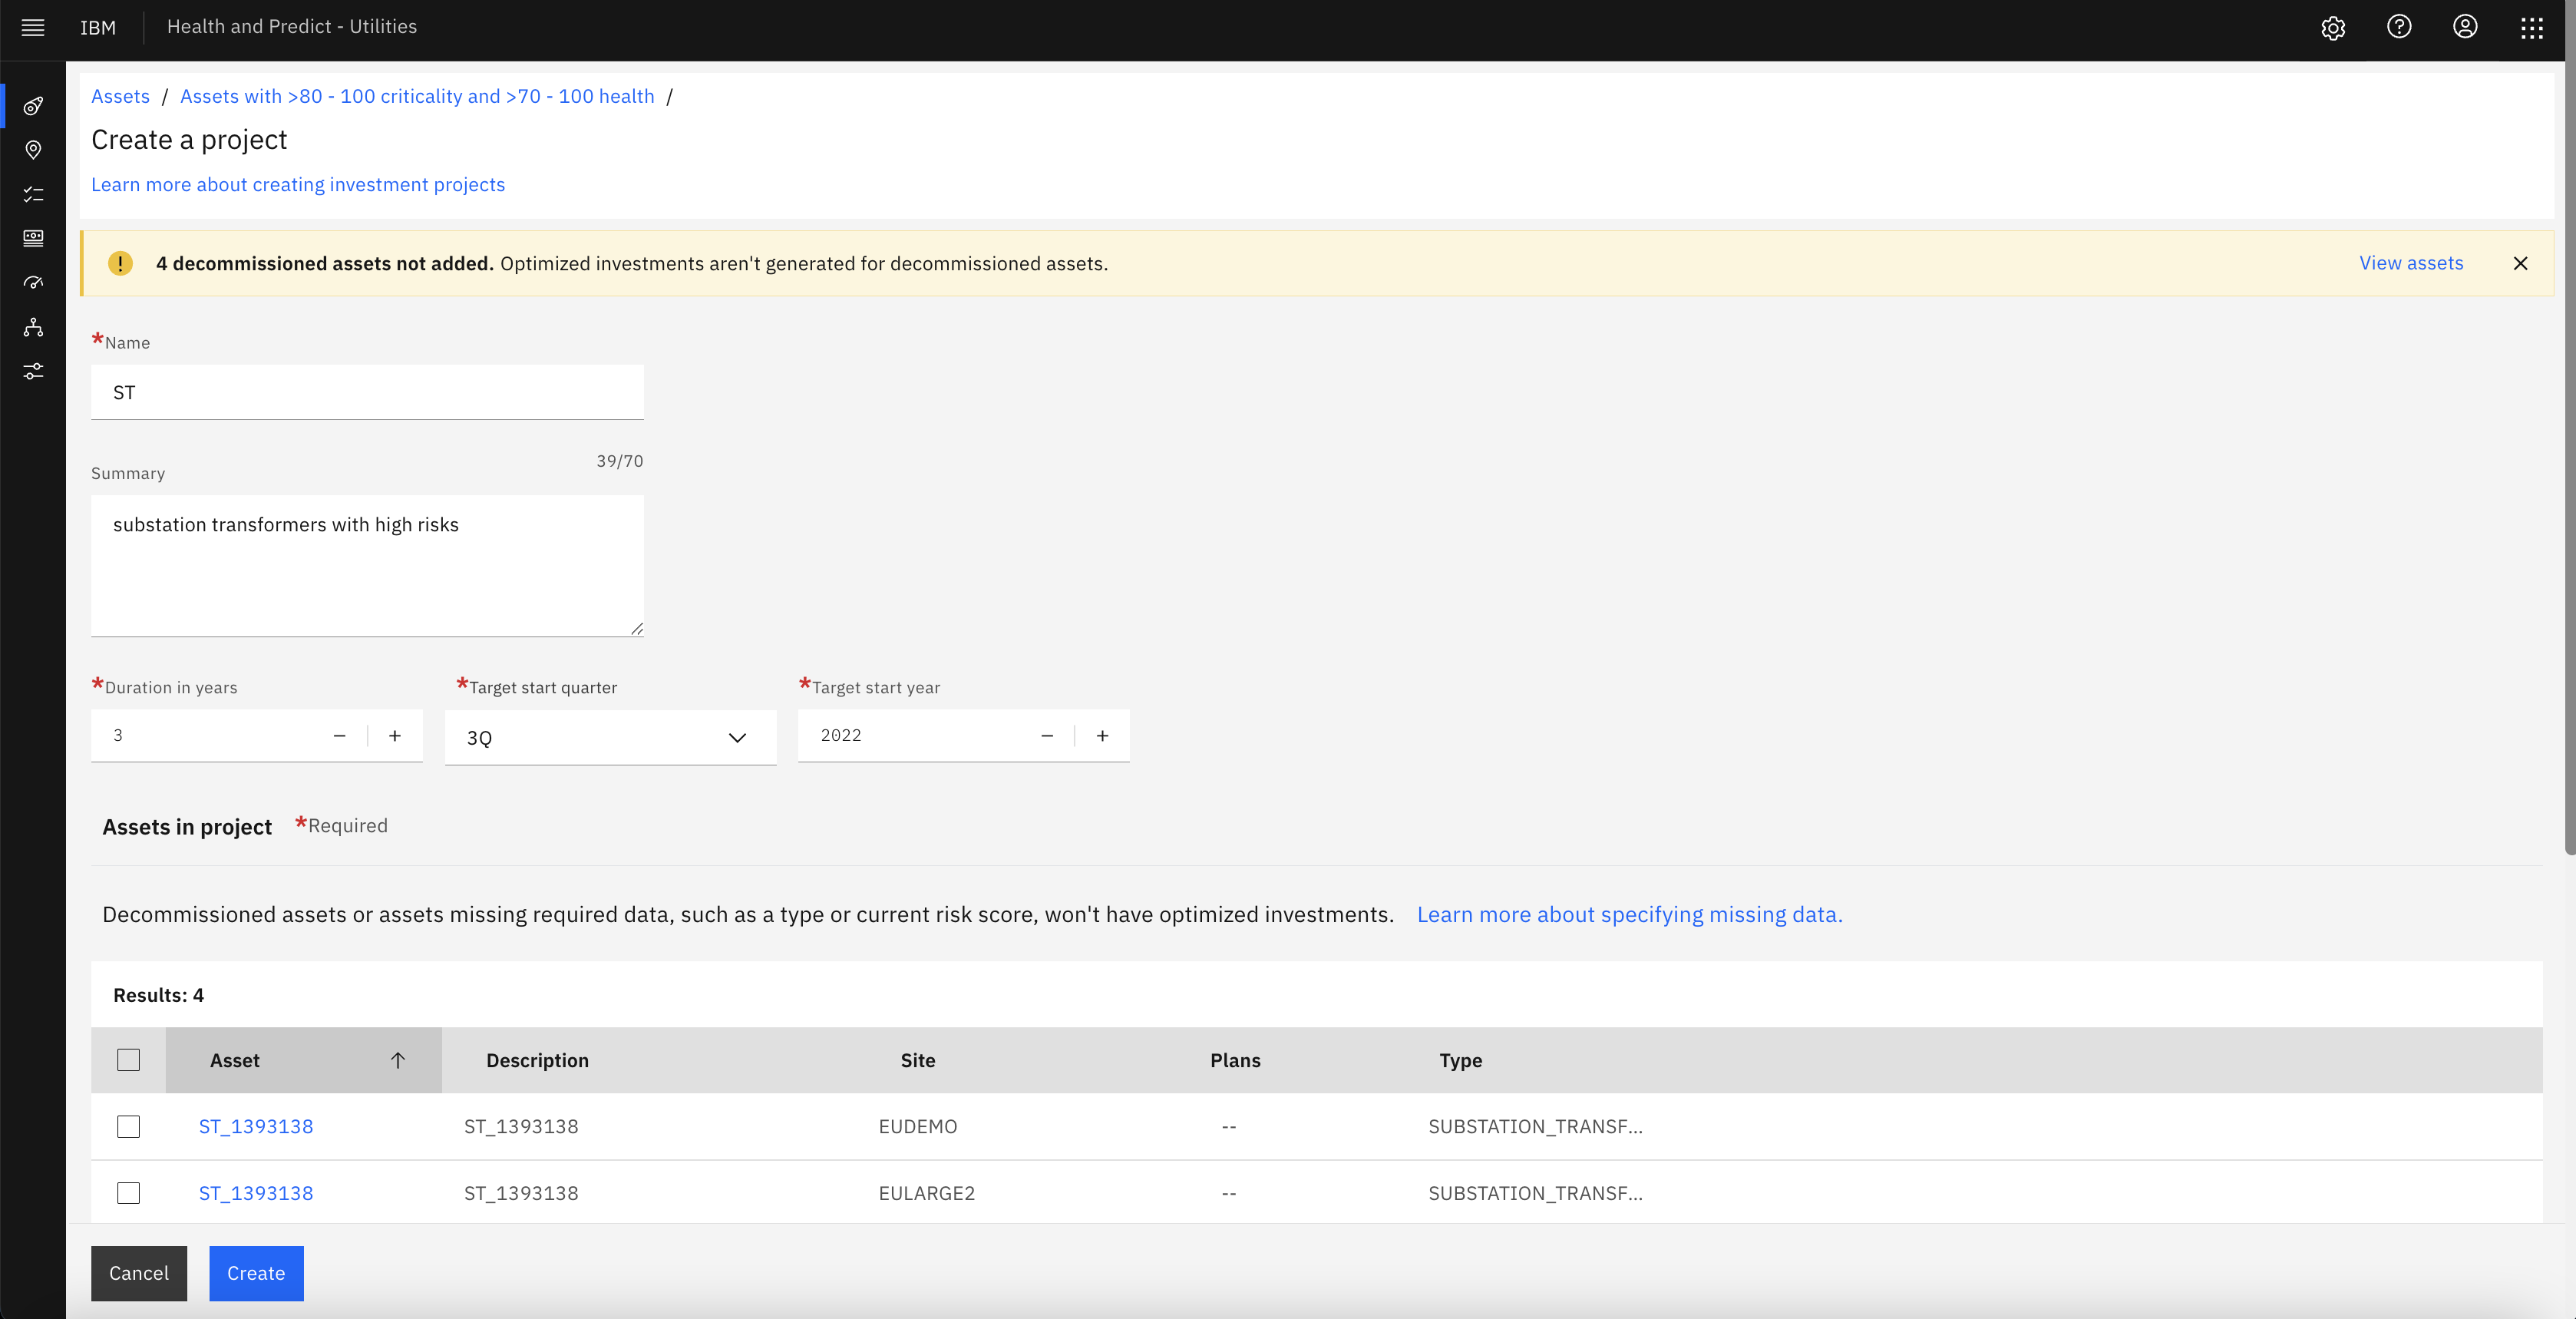 IBM Health and Predict - Utilities
Assets / Assets with >80 - 100 criticality and >70 - 100 health /
Create a project
Learn more about creating investment projects
4 decommissioned assets not added. Optimized investments aren't generated for decommissioned assets. View assets
*Name
ST
39/70
Summary
substation transformers with high risks
*Duration in years *Target start quarter *Target start year
3 3Q 2022
Assets in project *Required
Decommissioned assets or assets missing required data, such as a type or current risk score, won't have optimized investments. Learn more about specifying missing data.
Results: 4
Asset Description Site Plans Type
ST_1393138 ST_1393138 EUDEMO -- SUBSTATION_TRANSF...
ST_1393138 ST_1393138 EULARGE2 -- SUBSTATION_TRANSF...
Cancel Create